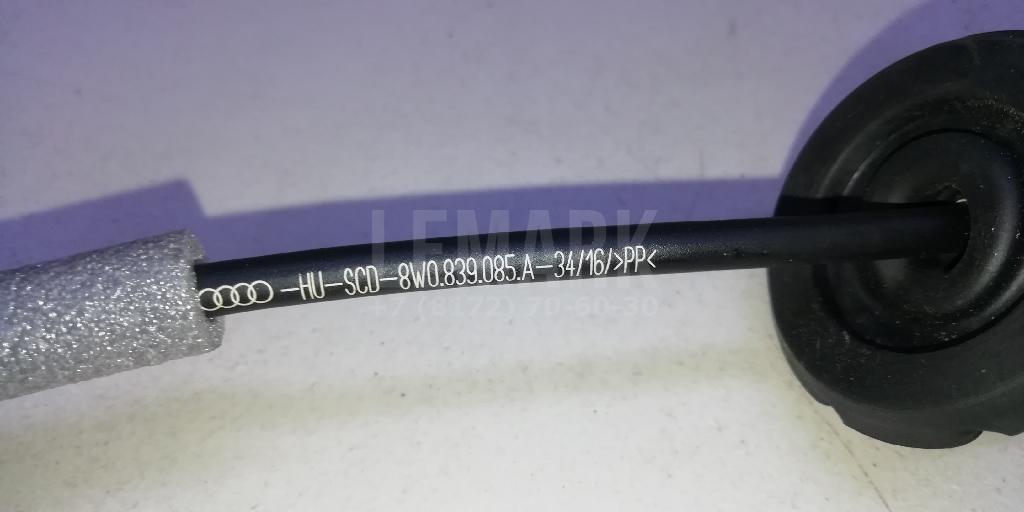 LEMARK
-HU-SCD-8W0.839.085.A-34/16/>PP<
+7 (8172) 70-60-30